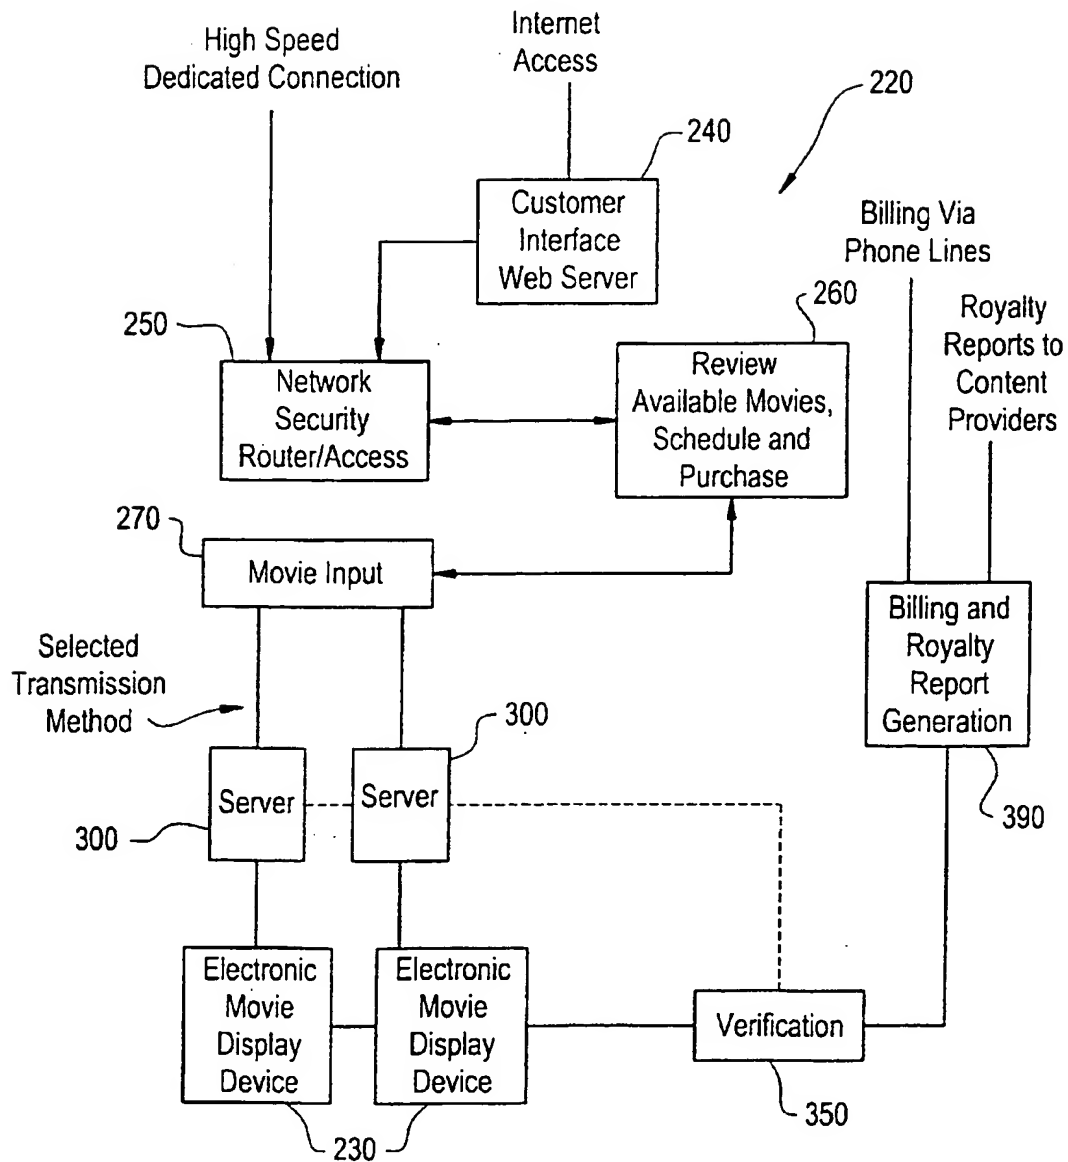 High Speed
Dedicated Connection
Internet
Access
220
240
Customer
Interface
Web Server
Billing Via
Phone Lines
260
Royalty
Reports to
Content
Providers
250
Network
Security
Router/Access
Review
Available Movies,
Schedule and
Purchase
270
Movie Input
Billing and
Royalty
Report
Generation
Selected
Transmission
Method
300
Server
Server
300
390
Electronic
Movie
Display
Device
Electronic
Movie
Display
Device
Verification
350
230